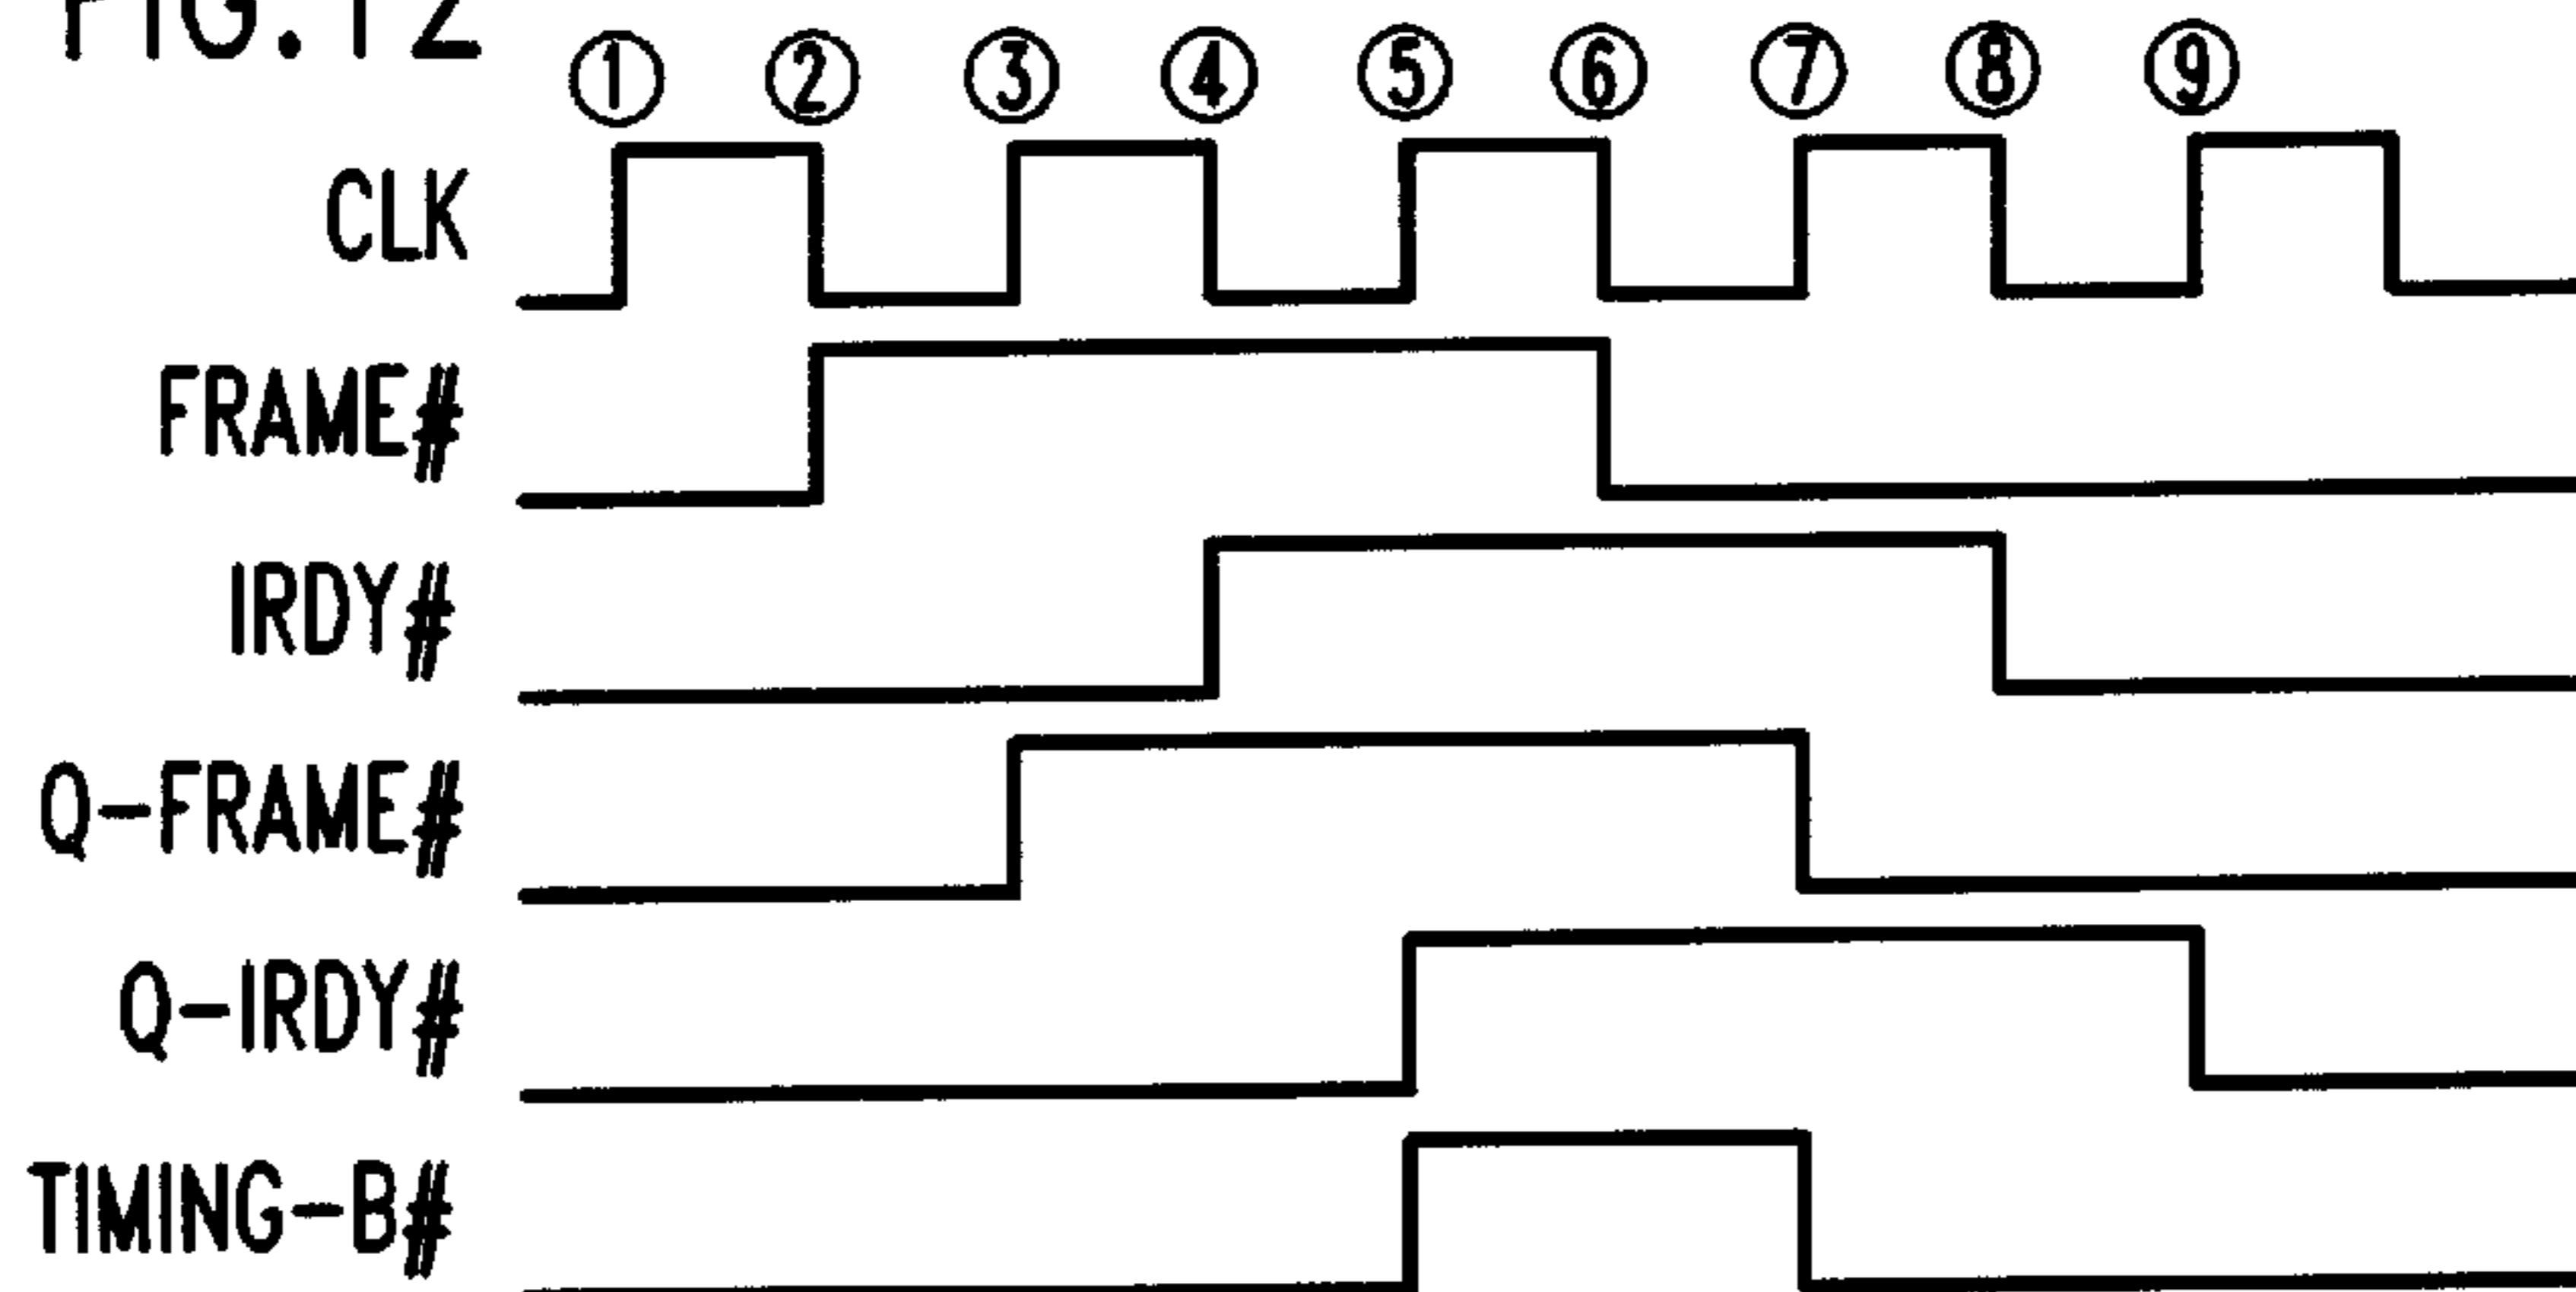 FIG.12
① ② ③ ④ ⑤ ⑥ ⑦ ⑧ ⑨
CLK
FRAME#
IRDY#
Q-FRAME#
Q-IRDY#
TIMING-B#